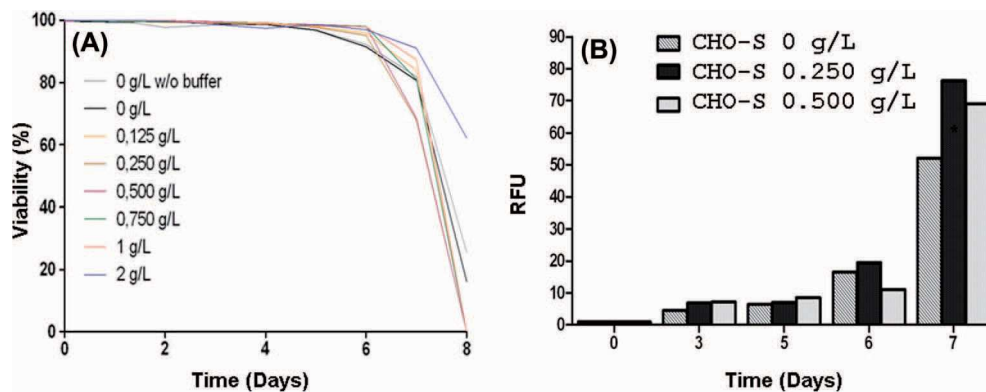 (A)
Viability (%)
100
80
60
40
20
0
0 g/L w/o buffer
0 g/L
0,125 g/L
0,250 g/L
0,500 g/L
0,750 g/L
1 g/L
2 g/L
0 2 4 6 8
Time (Days)
(B)
RFU
90
80
70
60
50
40
30
20
10
0
CHO-S 0 g/L
CHO-S 0.250 g/L
CHO-S 0.500 g/L
*
0 3 5 6 7
Time (Days)